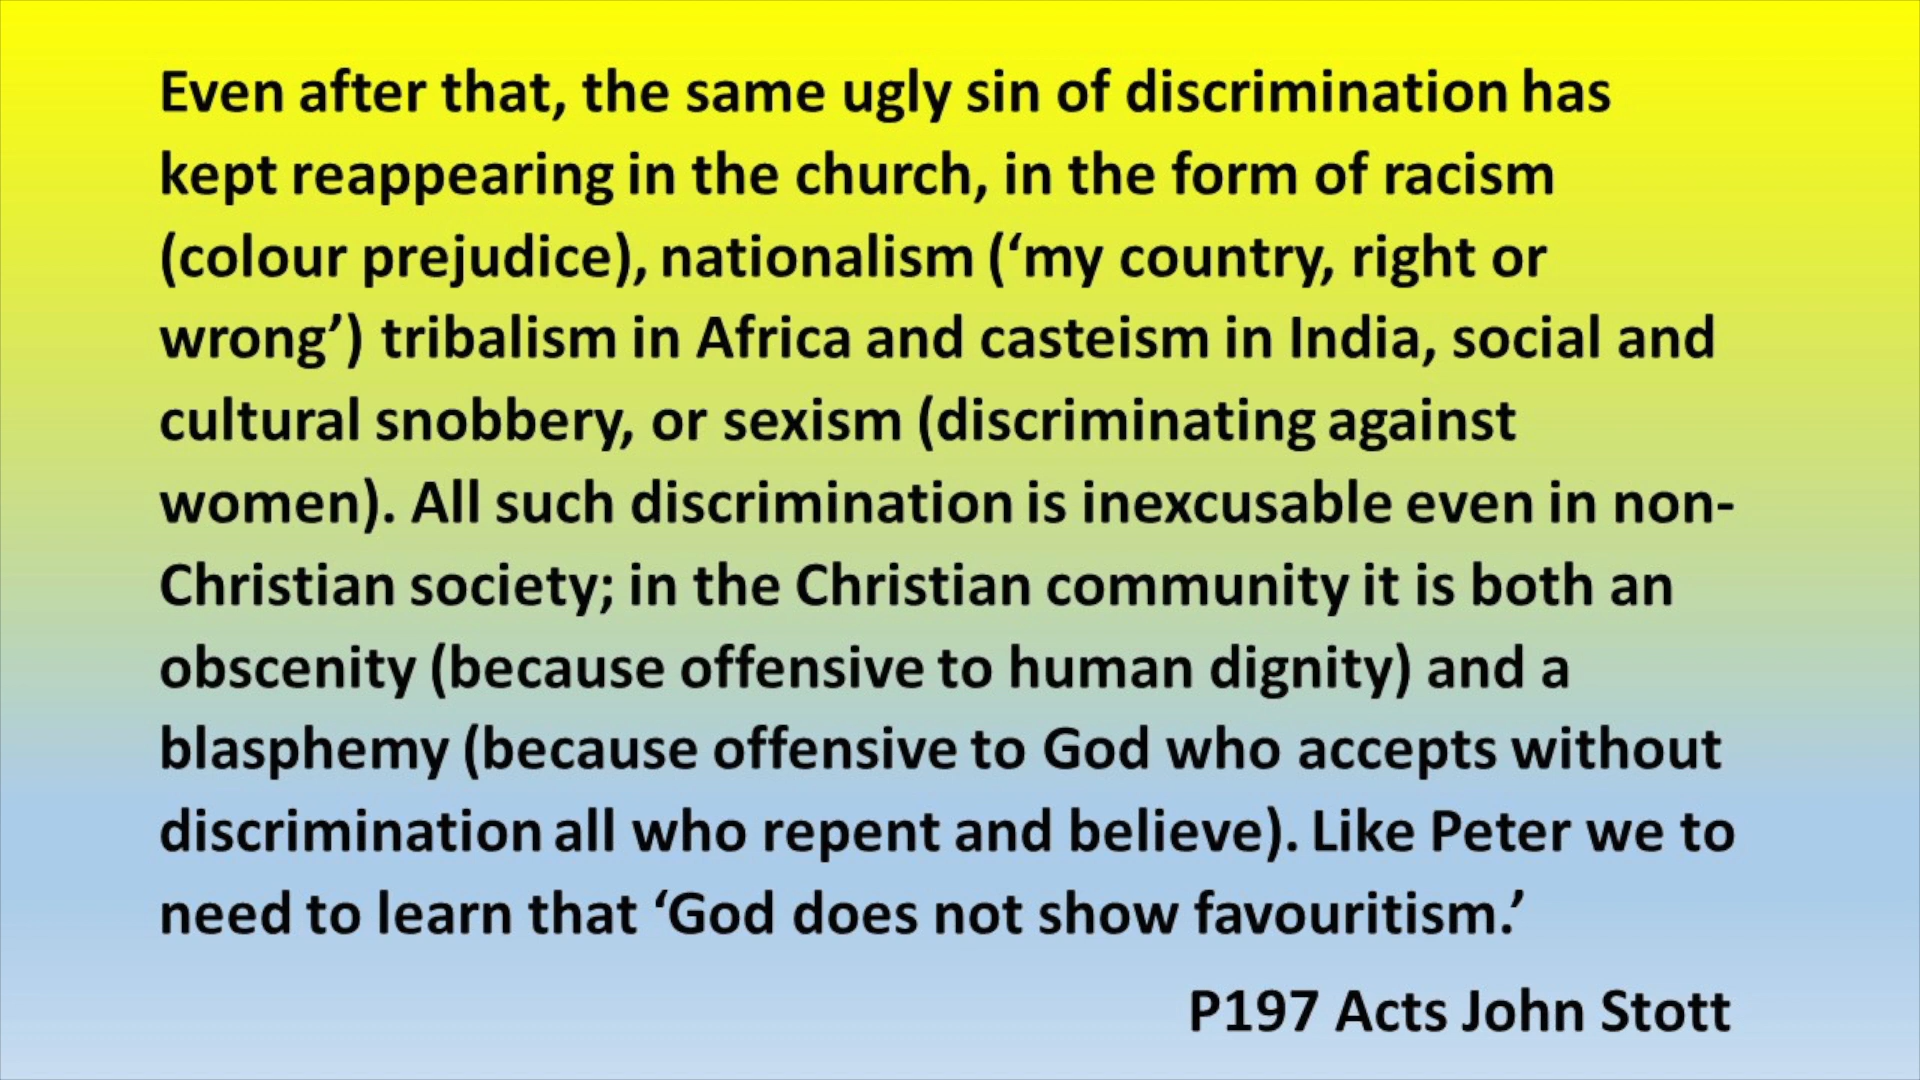 Even after that, the same ugly sin of discrimination has
kept reappearing in the church, in the form of racism
(colour prejudice), nationalism (‘my country, right or
wrong’) tribalism in Africa and casteism in India, social and
cultural snobbery, or sexism (discriminating against
women). All such discrimination is inexcusable even in non-
Christian society; in the Christian community it is both an
obscenity (because offensive to human dignity) and a
blasphemy (because offensive to God who accepts without
discrimination all who repent and believe). Like Peter we to
need to learn that ‘God does not show favouritism.’
P197 Acts John Stott